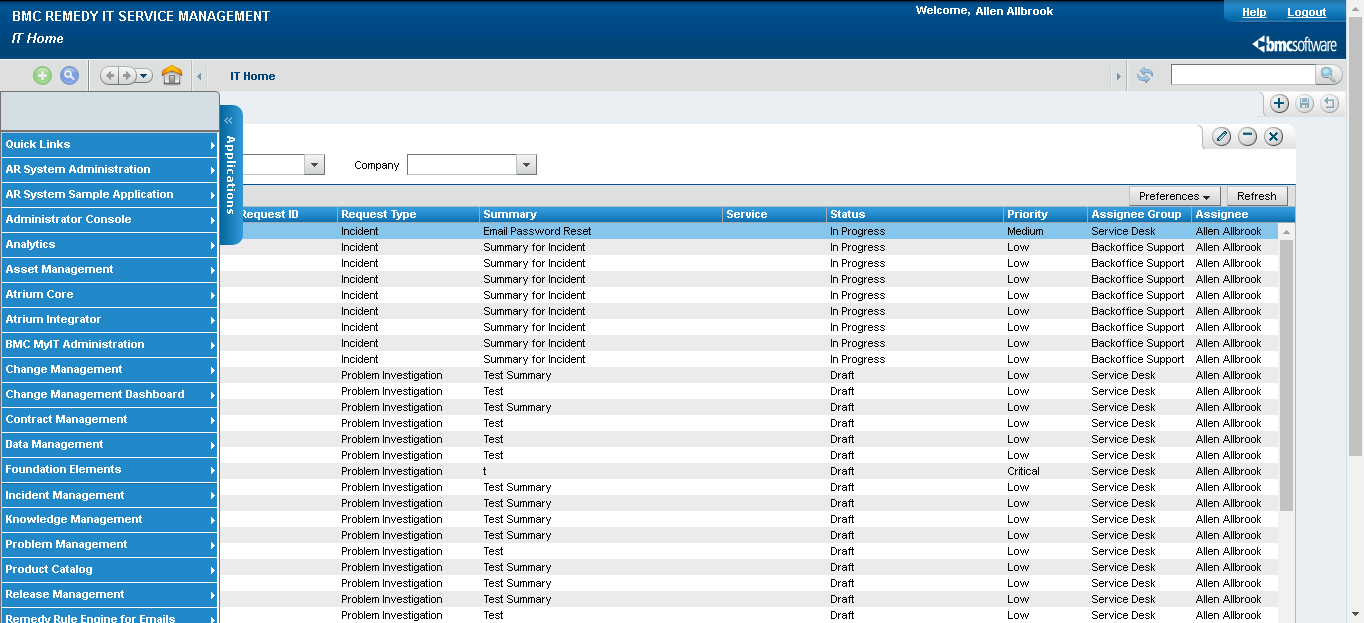 BMC REMEDY IT SERVICE MANAGEMENT
Welcome, Allen Allbrook
Help Logout
IT Home
bmcsoftware
IT Home
Applications
Quick Links
AR System Administration
AR System Sample Application
Administrator Console
Analytics
Asset Management
Atrium Core
Atrium Integrator
BMC MyIT Administration
Change Management
Change Management Dashboard
Contract Management
Data Management
Foundation Elements
Incident Management
Knowledge Management
Problem Management
Product Catalog
Release Management
Remedy Rule Engine for Emails
Company
Preferences Refresh
Request ID Request Type Summary Service Status Priority Assignee Group Assignee
Incident Email Password Reset In Progress Medium Service Desk Allen Allbrook
Incident Summary for Incident In Progress Low Backoffice Support Allen Allbrook
Incident Summary for Incident In Progress Low Backoffice Support Allen Allbrook
Incident Summary for Incident In Progress Low Backoffice Support Allen Allbrook
Incident Summary for Incident In Progress Low Backoffice Support Allen Allbrook
Incident Summary for Incident In Progress Low Backoffice Support Allen Allbrook
Incident Summary for Incident In Progress Low Backoffice Support Allen Allbrook
Incident Summary for Incident In Progress Low Backoffice Support Allen Allbrook
Incident Summary for Incident In Progress Low Backoffice Support Allen Allbrook
Problem Investigation Test Summary Draft Low Service Desk Allen Allbrook
Problem Investigation Test Draft Low Service Desk Allen Allbrook
Problem Investigation Test Summary Draft Low Service Desk Allen Allbrook
Problem Investigation Test Draft Low Service Desk Allen Allbrook
Problem Investigation Test Draft Low Service Desk Allen Allbrook
Problem Investigation Test Draft Low Service Desk Allen Allbrook
Problem Investigation t Draft Critical Service Desk Allen Allbrook
Problem Investigation Test Summary Draft Low Service Desk Allen Allbrook
Problem Investigation Test Summary Draft Low Service Desk Allen Allbrook
Problem Investigation Test Summary Draft Low Service Desk Allen Allbrook
Problem Investigation Test Summary Draft Low Service Desk Allen Allbrook
Problem Investigation Test Draft Low Service Desk Allen Allbrook
Problem Investigation Test Summary Draft Low Service Desk Allen Allbrook
Problem Investigation Test Summary Draft Low Service Desk Allen Allbrook
Problem Investigation Test Summary Draft Low Service Desk Allen Allbrook
Problem Investigation Test Draft Low Service Desk Allen Allbrook